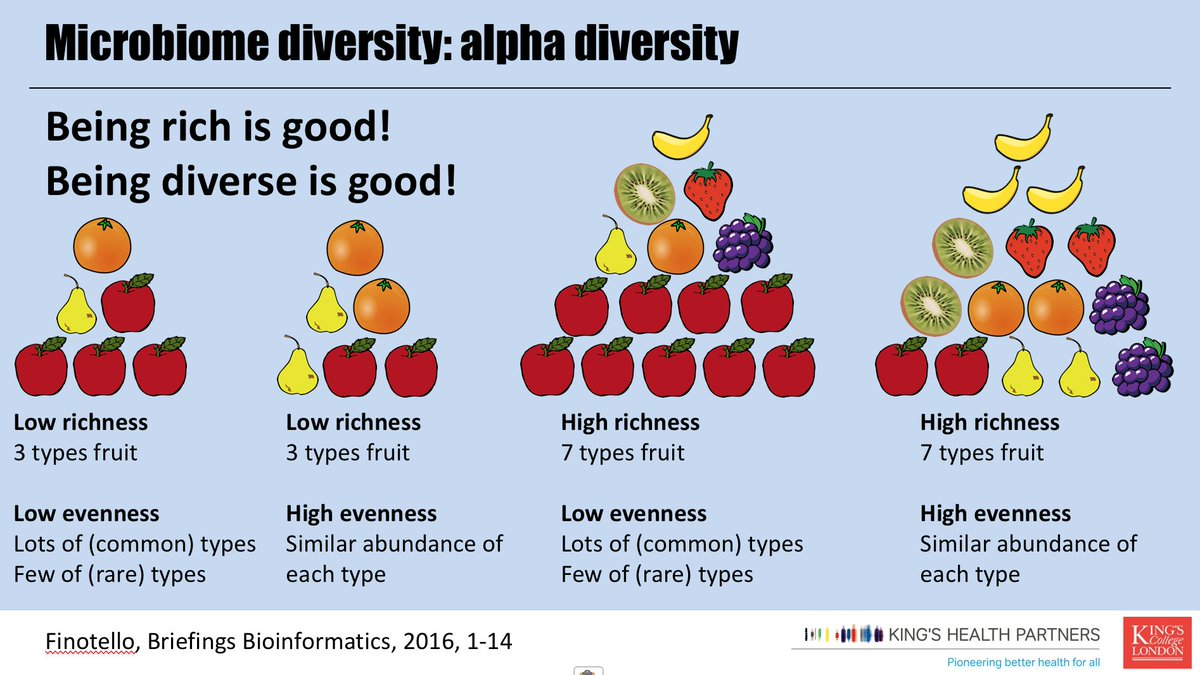 Microbiome diversity: alpha diversity
Being rich is good!
Being diverse is good!
Low richness
3 types fruit
Low evenness
Lots of (common) types
Few of (rare) types
Low richness
3 types fruit
High evenness
Similar abundance of
each type
High richness
7 types fruit
Low evenness
Lots of (common) types
Few of (rare) types
High richness
7 types fruit
High evenness
Similar abundance of
each type
Finotello, Briefings Bioinformatics, 2016, 1-14
KING'S HEALTH PARTNERS
Pioneering better health for all
KING'S
College
LONDON